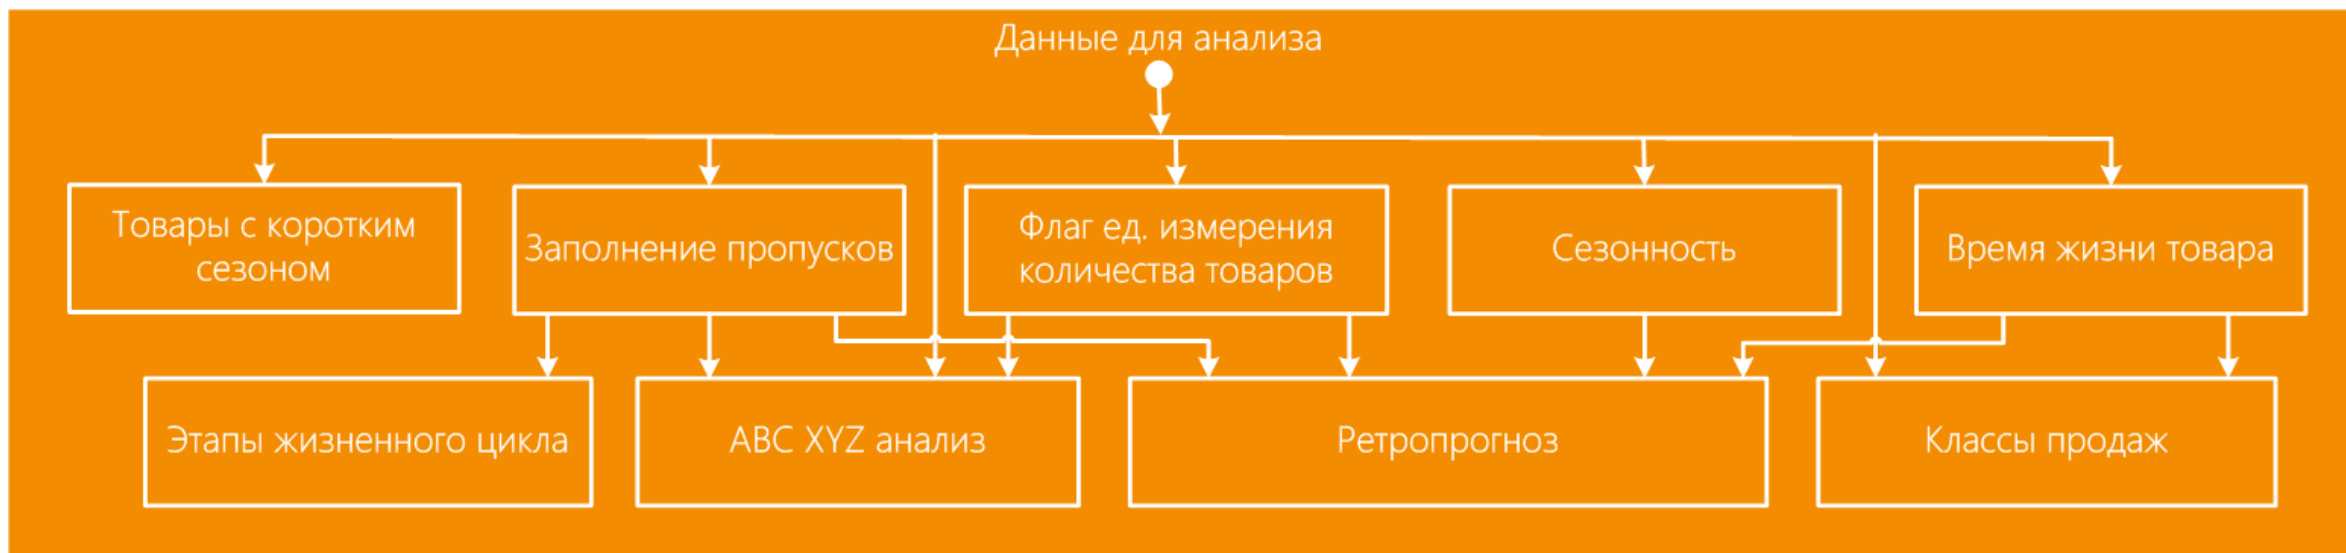 Данные для анализа
Товары с коротким
сезоном
Заполнение пропусков
Флаг ед. измерения
количества товаров
Сезонность
Время жизни товара
Этапы жизненного цикла
ABC XYZ анализ
Ретропрогноз
Классы продаж